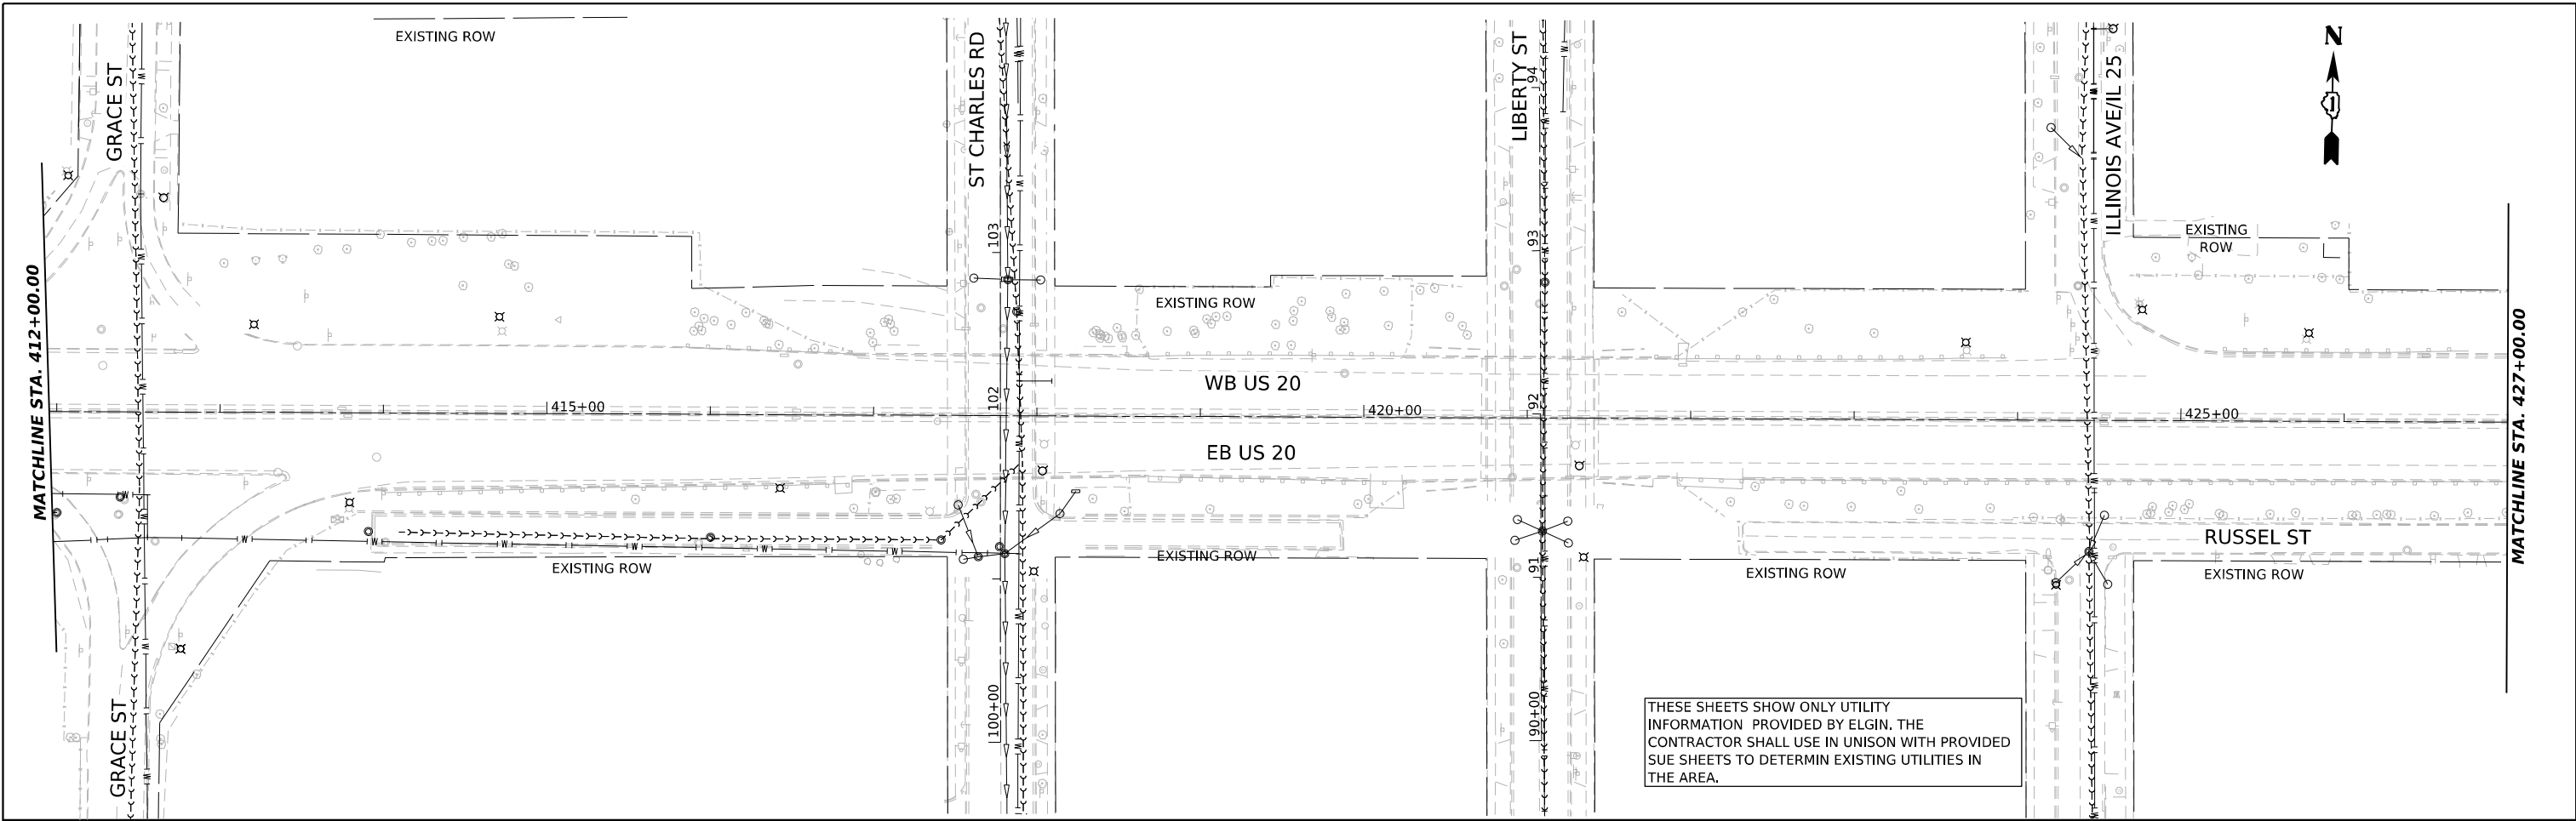 EXISTING ROW
GRACE ST
ST CHARLES RD
LIBERTY ST
94
ILLINOIS AVE/IL 25
N
1
103
93
EXISTING
ROW
MATCHLINE STA. 412+00.00
EXISTING ROW
MATCHLINE STA. 427+00.00
WB US 20
102
92
415+00
420+00
425+00
EB US 20
RUSSEL ST
EXISTING ROW
EXISTING ROW
91
EXISTING ROW
EXISTING ROW
GRACE ST
100+00
90+00
THESE SHEETS SHOW ONLY UTILITY
INFORMATION PROVIDED BY ELGIN. THE
CONTRACTOR SHALL USE IN UNISON WITH PROVIDED
SUE SHEETS TO DETERMIN EXISTING UTILITIES IN
THE AREA.